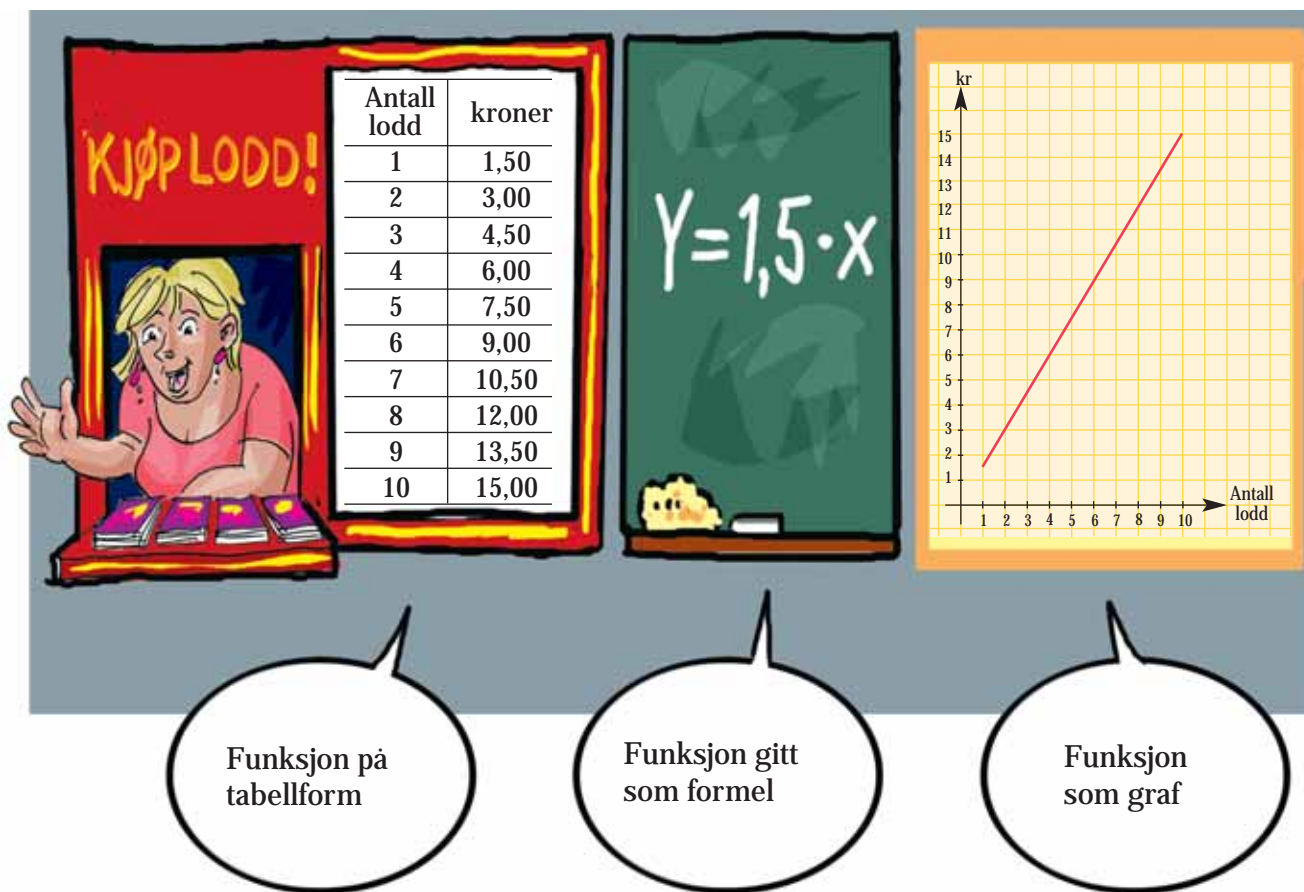 KJØP LODD!
Antall
lodd
kroner
1 1,50
2 3,00
3 4,50
4 6,00
5 7,50
6 9,00
7 10,50
8 12,00
9 13,50
10 15,00
Y=1,5·x
kr
15
14
13
12
11
10
9
8
7
6
5
4
3
2
1
1 2 3 4 5 6 7 8 9 10
Antall
lodd
Funksjon på
tabellform
Funksjon gitt
som formel
Funksjon
som graf